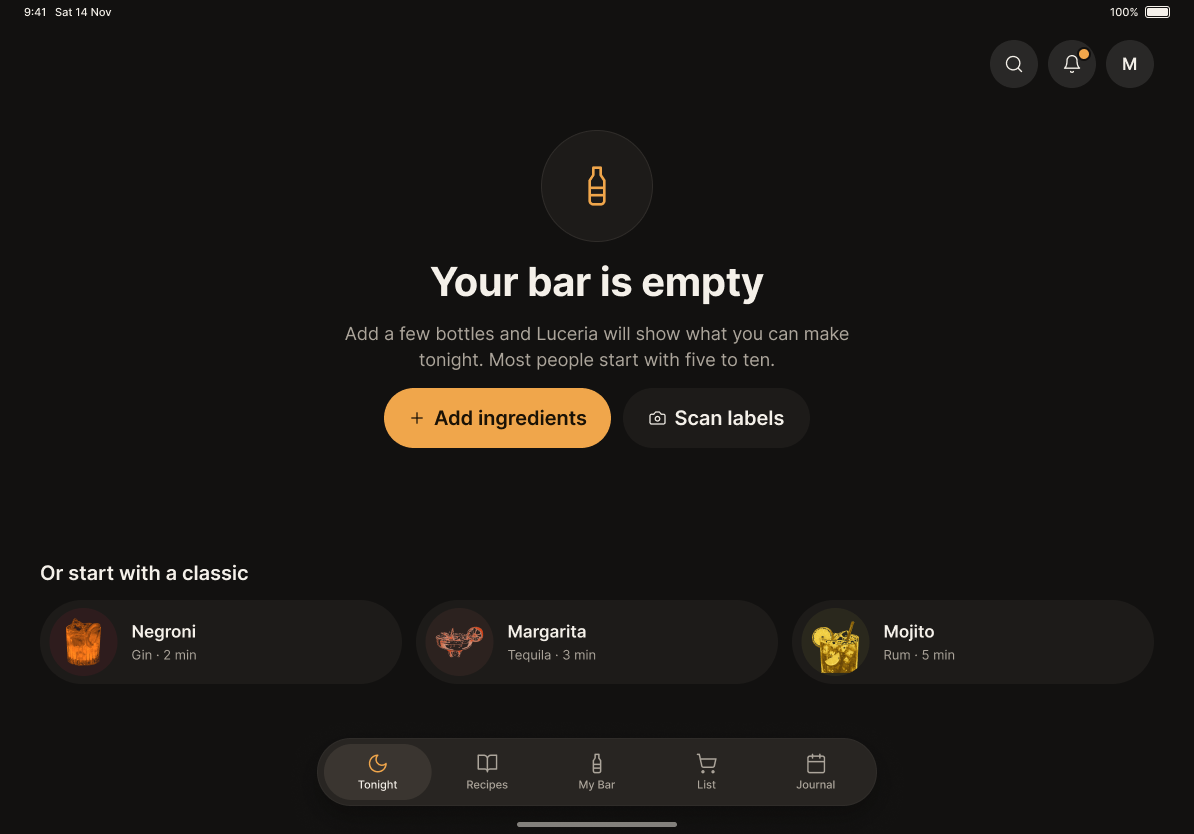 9:41 Sat 14 Nov
100%
M
Your bar is empty
Add a few bottles and Luceria will show what you can make
tonight. Most people start with five to ten.
Add ingredients
Scan labels
Or start with a classic
Negroni
Gin · 2 min
Margarita
Tequila · 3 min
Mojito
Rum · 5 min
Tonight
Recipes
My Bar
List
Journal